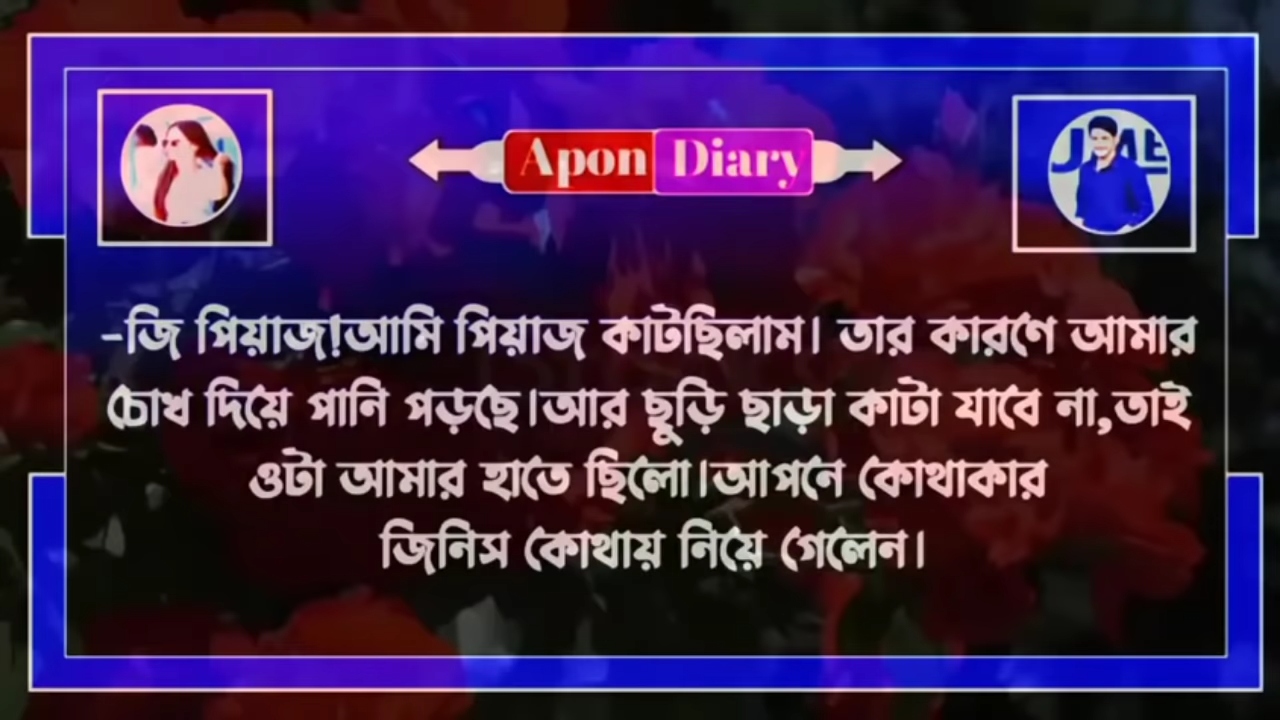 Apon Diary
-জি পিয়াজ!আমি পিয়াজ কাটছিলাম। তার কারণে আমার
চোখ দিয়ে পানি পড়ছে।আর ছুড়ি ছাড়া কাটা যাবে না,তাই
ওটা আমার হাতে ছিলো।আপনে কোথাকার
জিনিস কোথায় নিয়ে গেলেন।